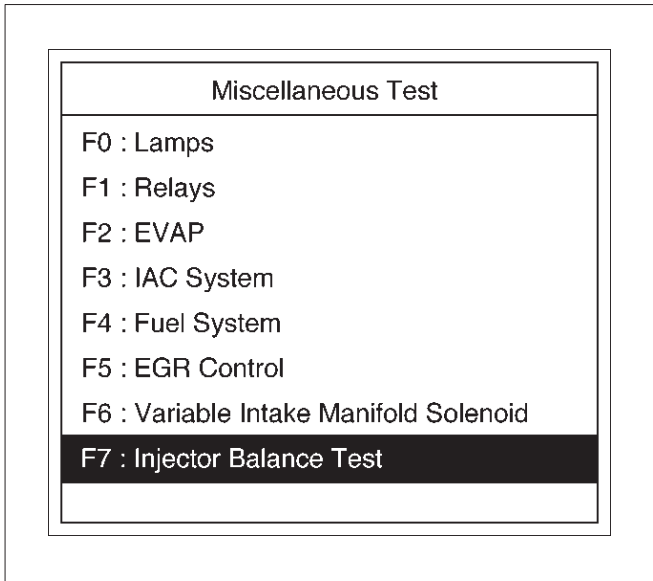 Miscellaneous Test
F0 : Lamps
F1 : Relays
F2 : EVAP
F3 : IAC System
F4 : Fuel System
F5 : EGR Control
F6 : Variable Intake Manifold Solenoid
F7 : Injector Balance Test